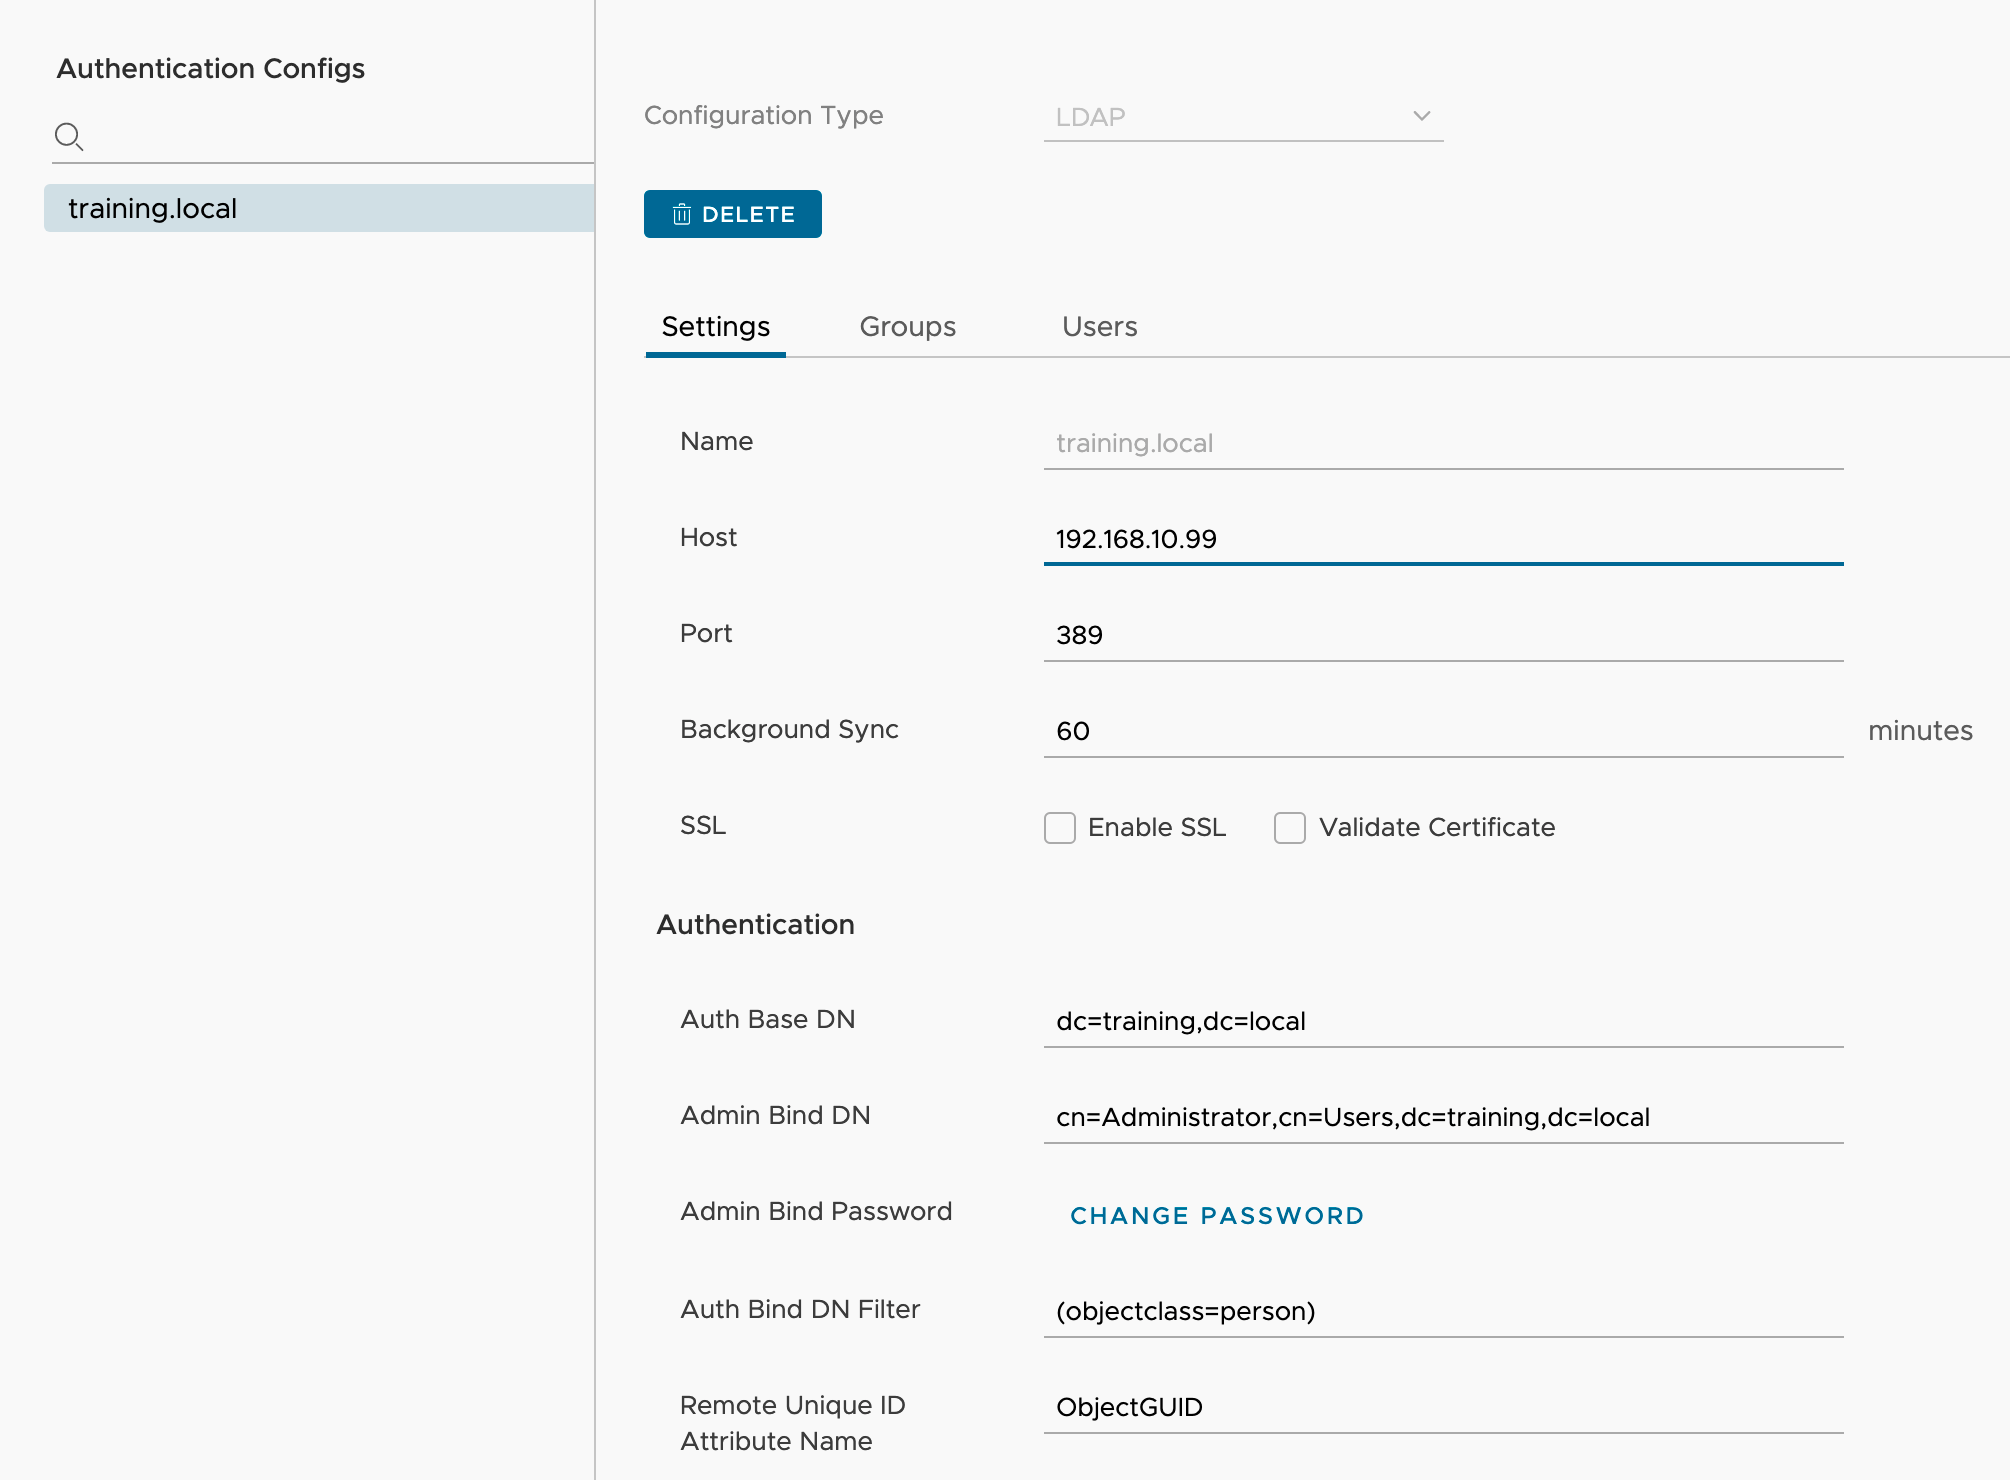 Authentication Configs
training.local
Configuration Type
LDAP
DELETE
Settings
Groups
Users
Name
training.local
Host
192.168.10.99
Port
389
Background Sync
60
minutes
SSL
Enable SSL
Validate Certificate
Authentication
Auth Base DN
dc=training,dc=local
Admin Bind DN
cn=Administrator,cn=Users,dc=training,dc=local
Admin Bind Password
CHANGE PASSWORD
Auth Bind DN Filter
(objectclass=person)
Remote Unique ID
Attribute Name
ObjectGUID